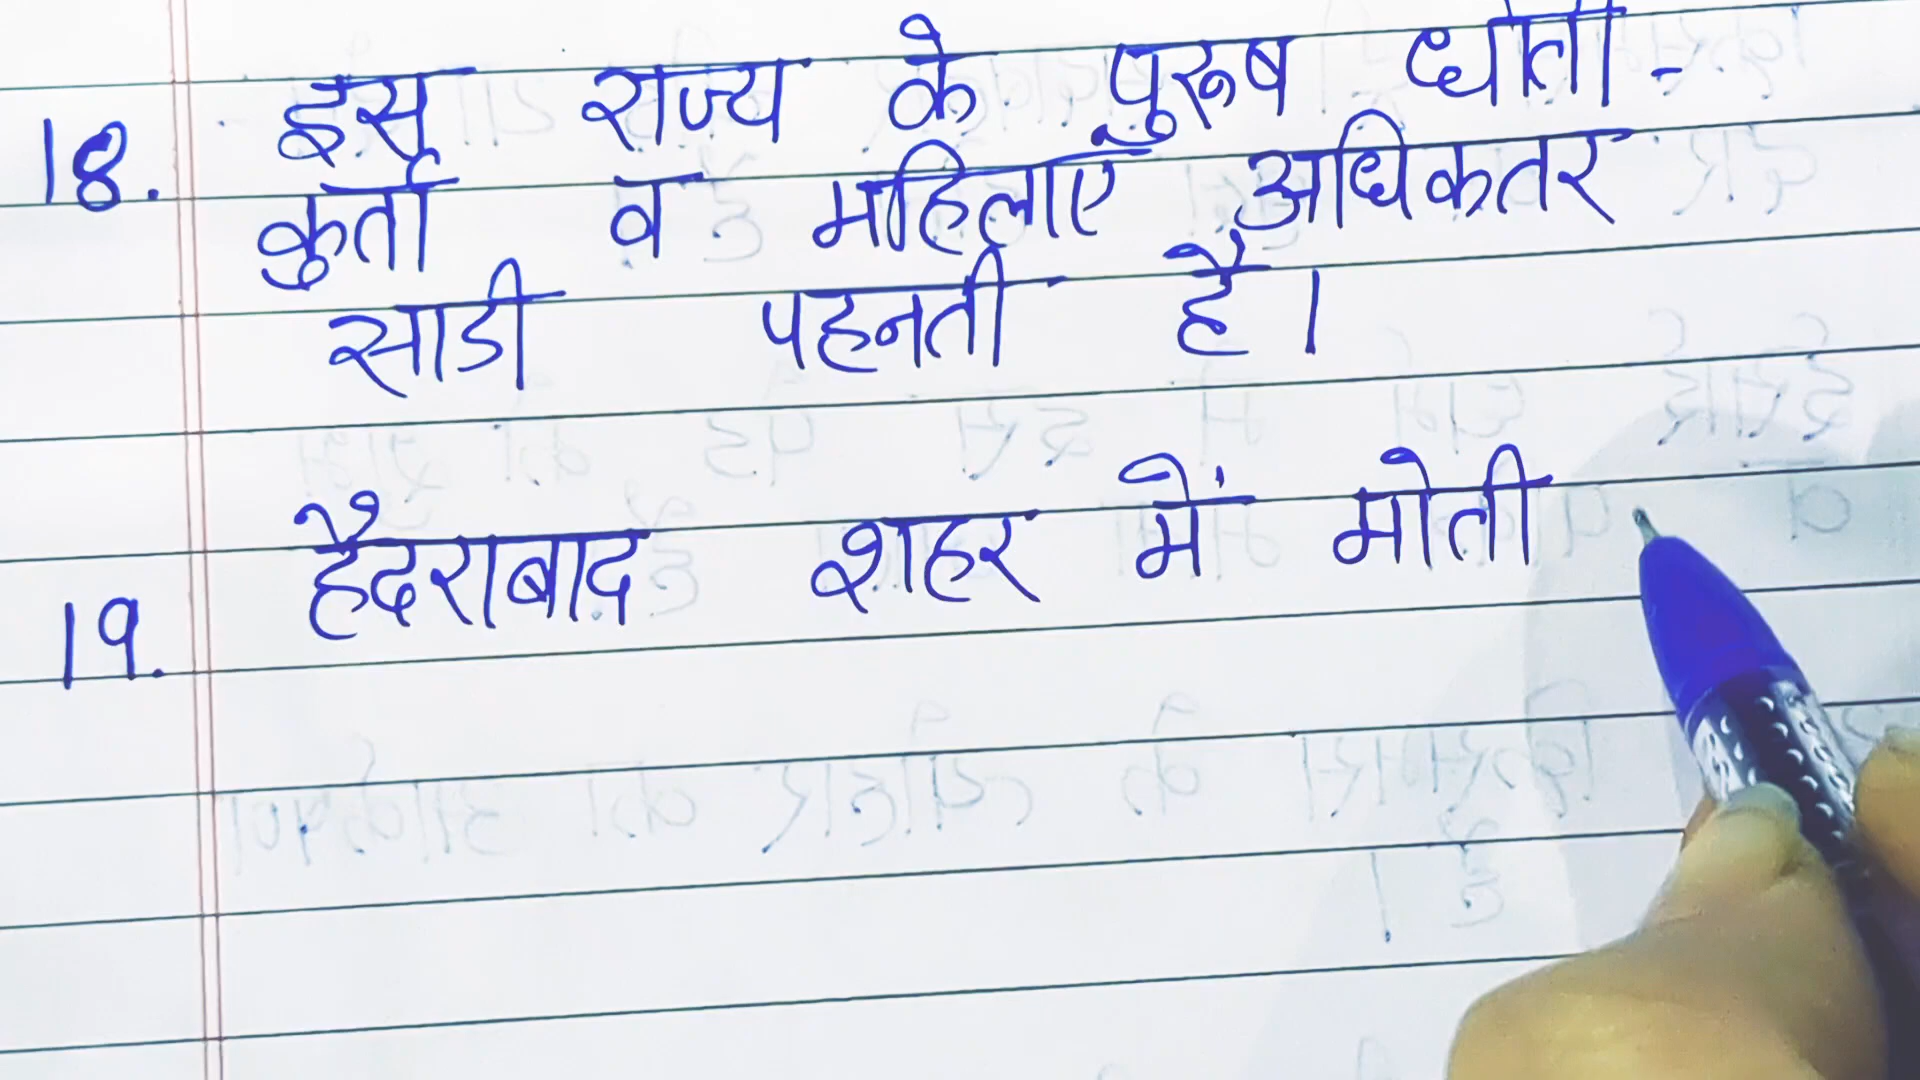 18. इस राज्य के पुरूष धोती -
कुर्ता व महिलाएं अधिकतर
साडी पहनती है।
19. हैदराबाद शहर में मोती